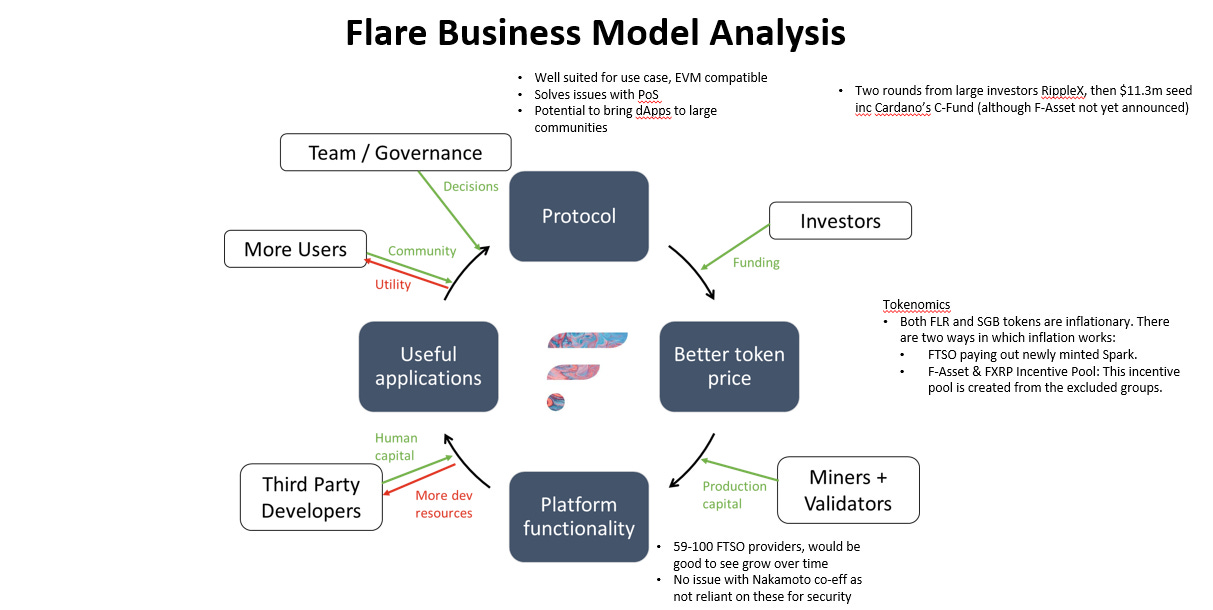 Flare Business Model Analysis
• Well suited for use case, EVM compatible
• Solves issues with PoS
• Potential to bring dApps to large
communities
• Two rounds from large investors RippleX, then $11.3m seed
inc Cardano's C-Fund (although F-Asset not yet announced)
Team / Governance
Decisions
Protocol
Investors
Funding
More Users
Community
Utility
Tokenomics
• Both FLR and SGB tokens are inflationary. There
are two ways in which inflation works:
• FTSO paying out newly minted Spark.
• F-Asset & FXRP Incentive Pool: This incentive
pool is created from the excluded groups.
Useful
applications
Better token
price
Human
capital
Third Party
Developers
More dev
resources
Platform
functionality
Production
capital
Miners +
Validators
• 59-100 FTSO providers, would be
good to see grow over time
• No issue with Nakamoto co-eff as
not reliant on these for security